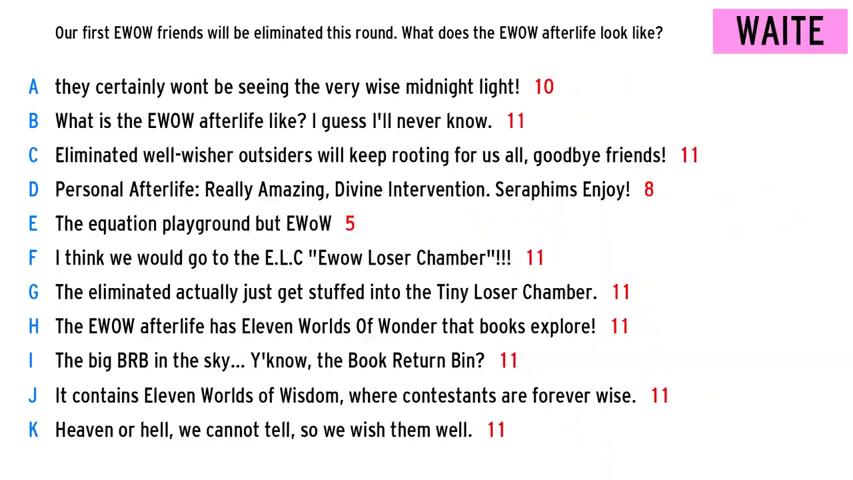 Our first EWOW friends will be eliminated this round. What does the EWOW afterlife look like?
WAITE
A they certainly wont be seeing the very wise midnight light! 10
B What is the EWOW afterlife like? I guess I'll never know. 11
C Eliminated well-wisher outsiders will keep rooting for us all, goodbye friends! 11
D Personal Afterlife: Really Amazing, Divine Intervention. Seraphims Enjoy! 8
E The equation playground but EWoW 5
F I think we would go to the E.L.C "Ewow Loser Chamber"!!! 11
G The eliminated actually just get stuffed into the Tiny Loser Chamber. 11
H The EWOW afterlife has Eleven Worlds Of Wonder that books explore! 11
I The big BRB in the sky... Y'know, the Book Return Bin? 11
J It contains Eleven Worlds of Wisdom, where contestants are forever wise. 11
K Heaven or hell, we cannot tell, so we wish them well. 11